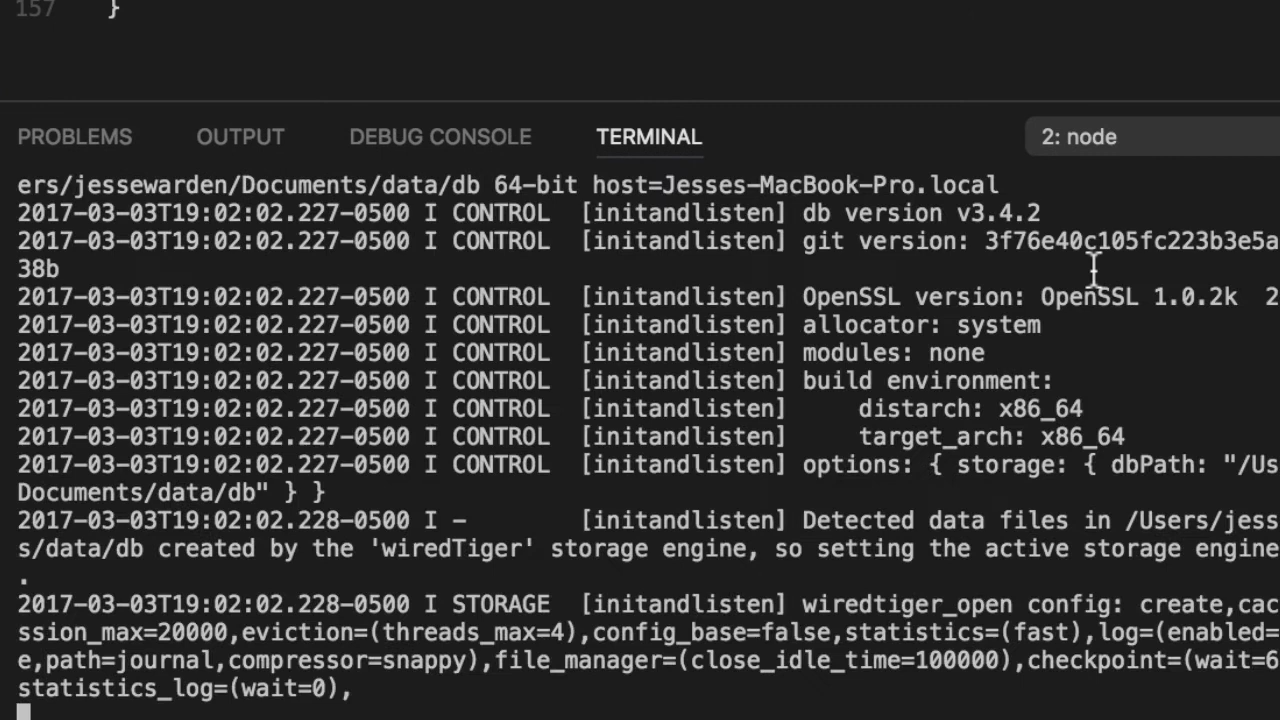 157 }
PROBLEMS OUTPUT DEBUG CONSOLE TERMINAL 2: node
ers/jessewarden/Documents/data/db 64-bit host=Jesses-MacBook-Pro.local
2017-03-03T19:02:02.227-0500 I CONTROL [initandlisten] db version v3.4.2
2017-03-03T19:02:02.227-0500 I CONTROL [initandlisten] git version: 3f76e40c105fc223b3e5a
38b
2017-03-03T19:02:02.227-0500 I CONTROL [initandlisten] OpenSSL version: OpenSSL 1.0.2k 2
2017-03-03T19:02:02.227-0500 I CONTROL [initandlisten] allocator: system
2017-03-03T19:02:02.227-0500 I CONTROL [initandlisten] modules: none
2017-03-03T19:02:02.227-0500 I CONTROL [initandlisten] build environment:
2017-03-03T19:02:02.227-0500 I CONTROL [initandlisten] distarch: x86_64
2017-03-03T19:02:02.227-0500 I CONTROL [initandlisten] target_arch: x86_64
2017-03-03T19:02:02.227-0500 I CONTROL [initandlisten] options: { storage: { dbPath: "/Us
Documents/data/db" } }
2017-03-03T19:02:02.228-0500 I - [initandlisten] Detected data files in /Users/jess
s/data/db created by the 'wiredTiger' storage engine, so setting the active storage engine
.
2017-03-03T19:02:02.228-0500 I STORAGE [initandlisten] wiredtiger_open config: create,cac
ssion_max=20000,eviction=(threads_max=4),config_base=false,statistics=(fast),log=(enabled=
e,path=journal,compressor=snappy),file_manager=(close_idle_time=100000),checkpoint=(wait=6
statistics_log=(wait=0),